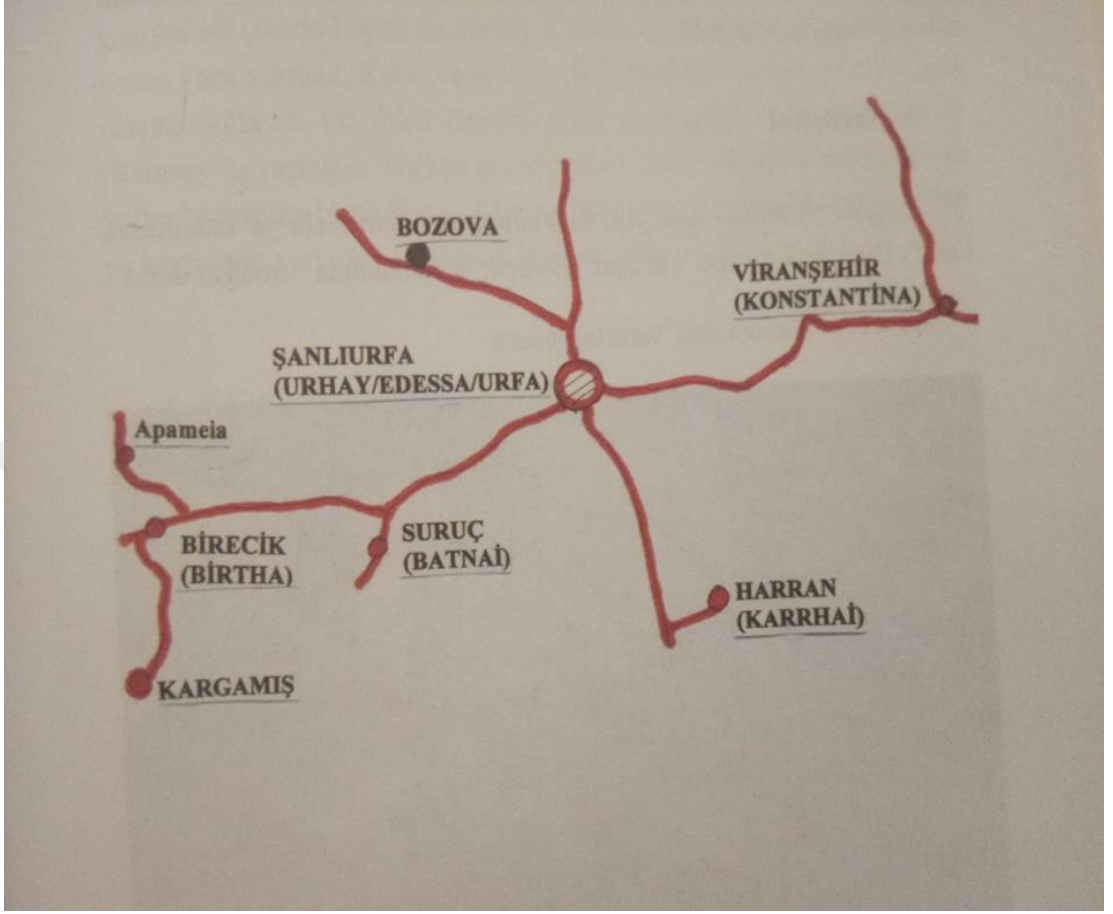 BOZOVA
VİRANŞEHİR
(KONSTANTİNA)
ŞANLIURFA
(URHAY/EDESSA/URFA)
Apameia
BİRECİK
(BİRTHA)
SURUÇ
(BATNAİ)
HARRAN
(KARRHAİ)
KARGAMIŞ